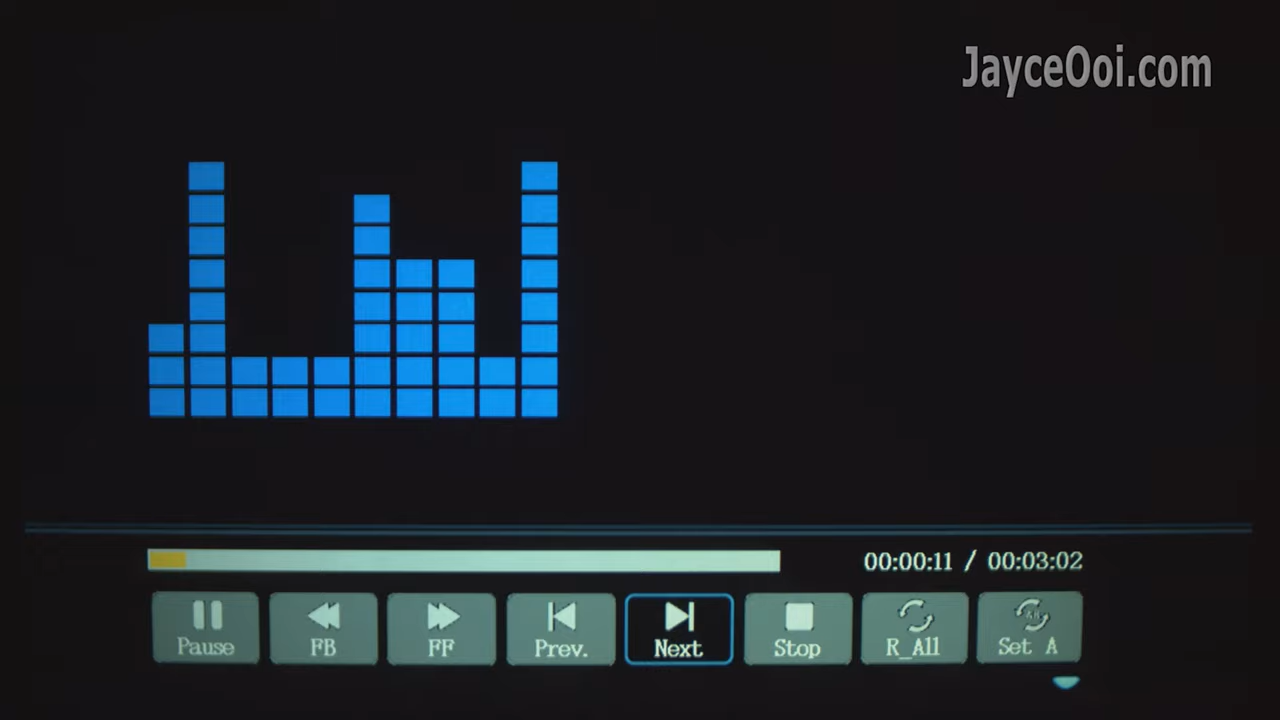 JayceOoi.com
00:00:11 / 00:03:02
Pause FB FF Prev. Next Stop R_All Set A